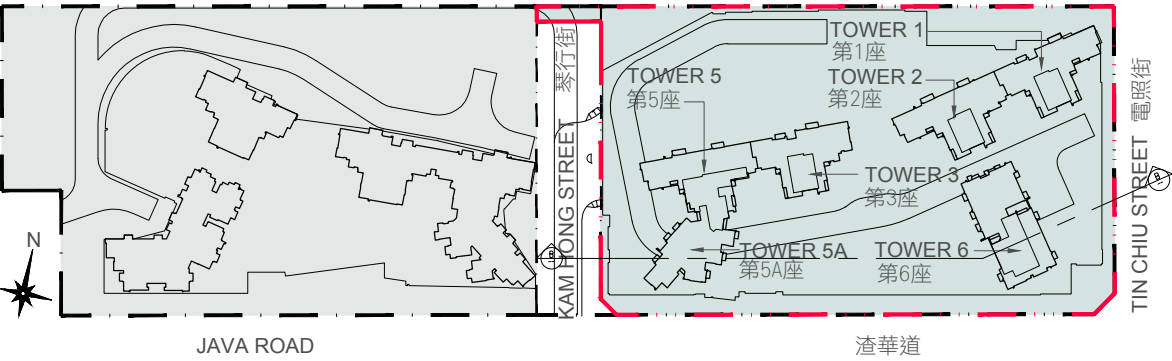 TOWER 1
第1座
TOWER 2
第2座
TOWER 5
第5座
TOWER 3
第3座
TOWER 5A
第5A座
TOWER 6
第6座
KAM HONG STREET 琴行街
TIN CHIU STREET 電照街
N
B
B
JAVA ROAD
渣華道